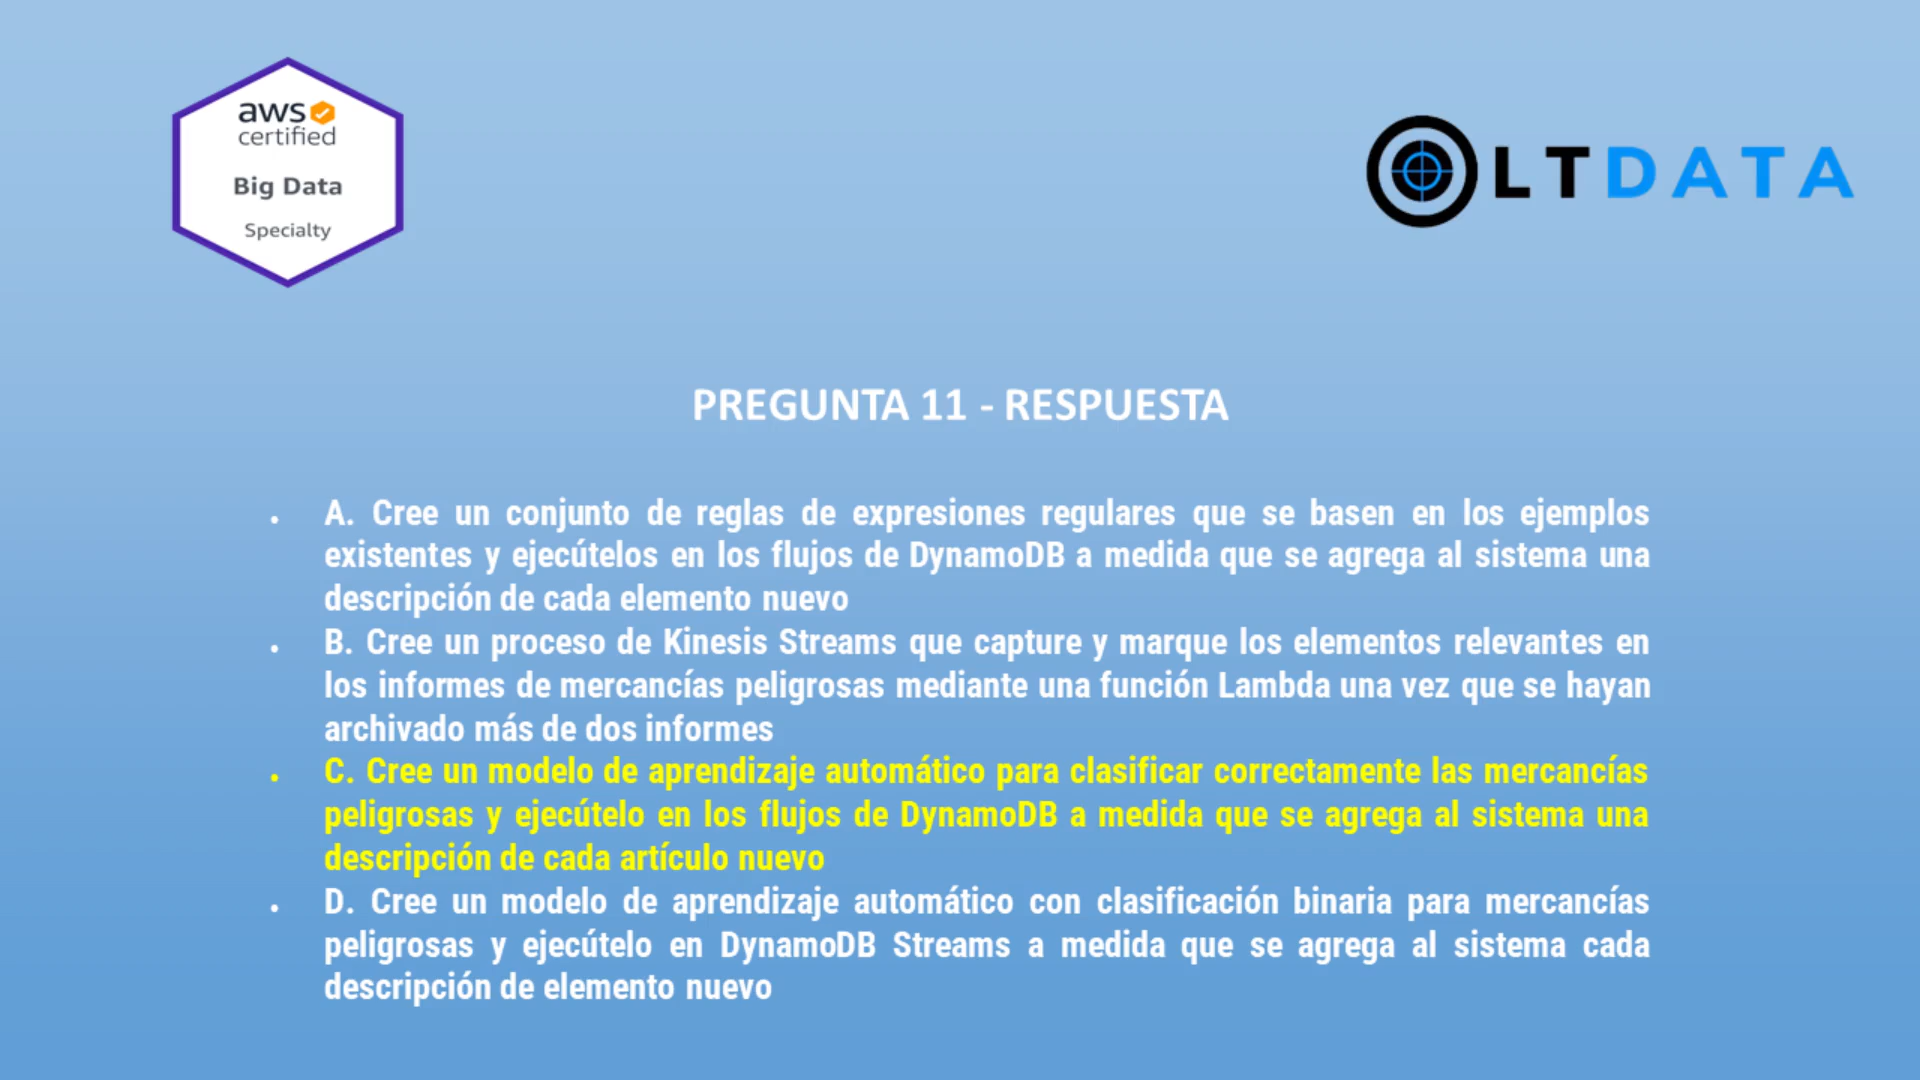 aws
certified
Big Data
Specialty
LTDATA
PREGUNTA 11 - RESPUESTA
• A. Cree un conjunto de reglas de expresiones regulares que se basen en los ejemplos
existentes y ejecútelos en los flujos de DynamoDB a medida que se agrega al sistema una
descripción de cada elemento nuevo
• B. Cree un proceso de Kinesis Streams que capture y marque los elementos relevantes en
los informes de mercancías peligrosas mediante una función Lambda una vez que se hayan
archivado más de dos informes
• C. Cree un modelo de aprendizaje automático para clasificar correctamente las mercancías
peligrosas y ejecútelo en los flujos de DynamoDB a medida que se agrega al sistema una
descripción de cada artículo nuevo
• D. Cree un modelo de aprendizaje automático con clasificación binaria para mercancías
peligrosas y ejecútelo en DynamoDB Streams a medida que se agrega al sistema cada
descripción de elemento nuevo